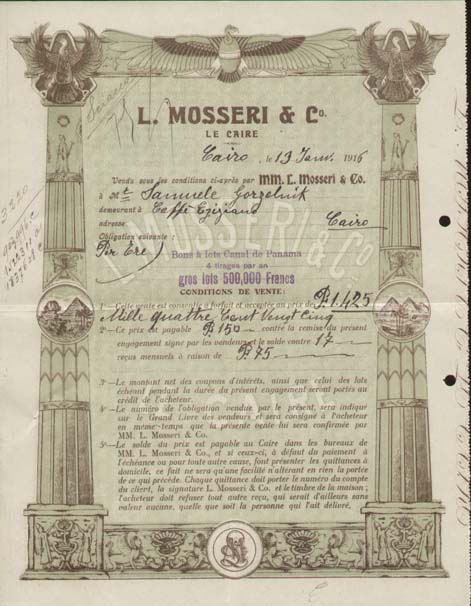 L. MOSSERI & Co.
LE CAIRE
Cairo, le 13 Janv. 1916
Vendu sous les conditions ci-après par MM. L. Mosseri & Co.
à Mr Samuele
demeurant à Caffè Egiziano
adresse Cairo
Obligation suivante :
L. MOSSERI & Co
Bons à lots Canal de Panama
4 tirages par an
gros lots 500,000 Francs
CONDITIONS DE VENTE:
1°—Cette vente est consentie à forfait et acceptée au prix de P 1.425
Mille quattre Cent Vent Cinq
2°—Ce prix est payable P 150 contre la remise du présent
engagement signé par les vendeurs et le solde contre 17
reçus mensuels à raison de P 75
3°—Le montant net des coupons d'intérêts, ainsi que celui des lots
échéant pendant la durée du présent engagement seront portés au
crédit de l'acheteur.
4°—Le numéro de l'obligation vendue par le présent, sera indiqué
sur le Grand Livre des vendeurs et sera consigné à l'acheteur
en même-temps que la présente vente lui sera confirmée par
MM. L. Mosseri & Co.
5°—Le solde du prix est payable au Caire dans les bureaux de
MM. L. Mosseri & Co., et si ceux-ci, à défaut du paiement à
l'échéance ou pour toute autre cause, font présenter les quittances à
domicile, ce fait ne sera qu'une facilité n'altérant en rien la portée
de ce qui précède. Chaque quittance doit porter le numéro du compte
du client, la signature L. Mosseri & Co. et le timbre de la maison ;
l'acheteur doit refuser tout autre reçu, qui serait d'ailleurs sans
valeur aucune, quelle que soit la personne qui l'ait délivré.